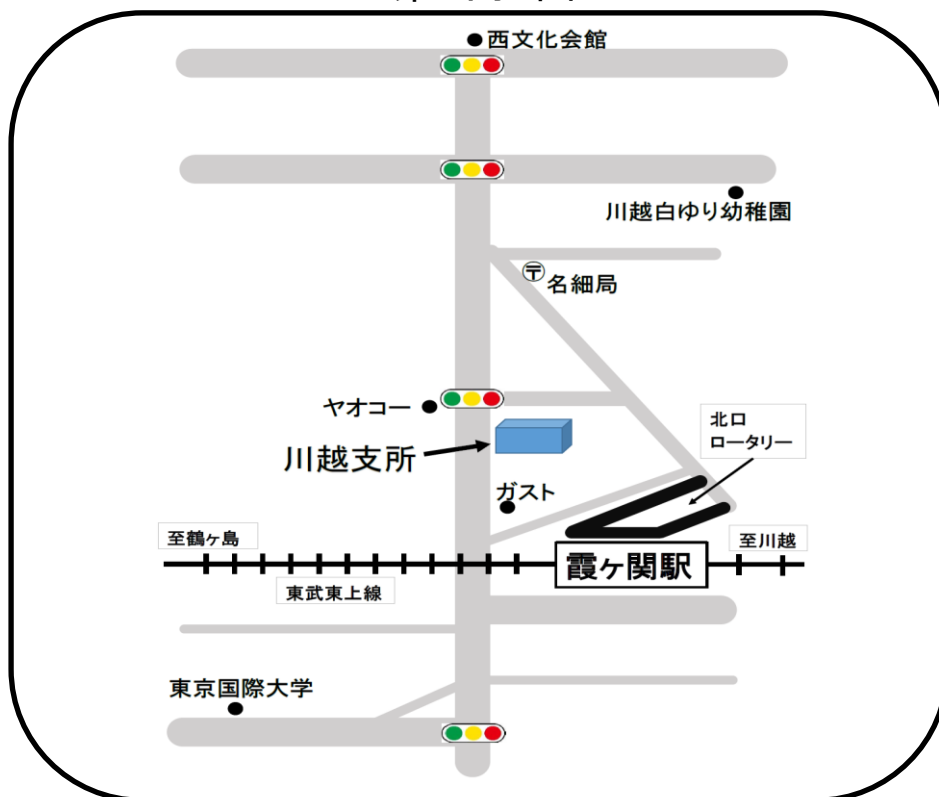 西文化会館
川越白ゆり幼稚園
〒
名細局
ヤオコー
北口
ロータリー
川越支所
ガスト
至鶴ヶ島
至川越
霞ヶ関駅
東武東上線
東京国際大学